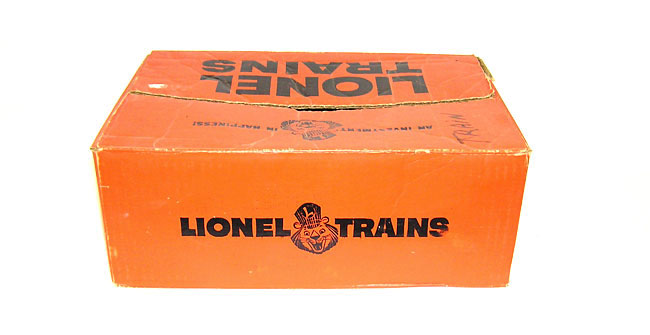 LIONEL
TRAINS
AN INVESTMENT IN HAPPINESS!
TRAIN
LIONEL TRAINS